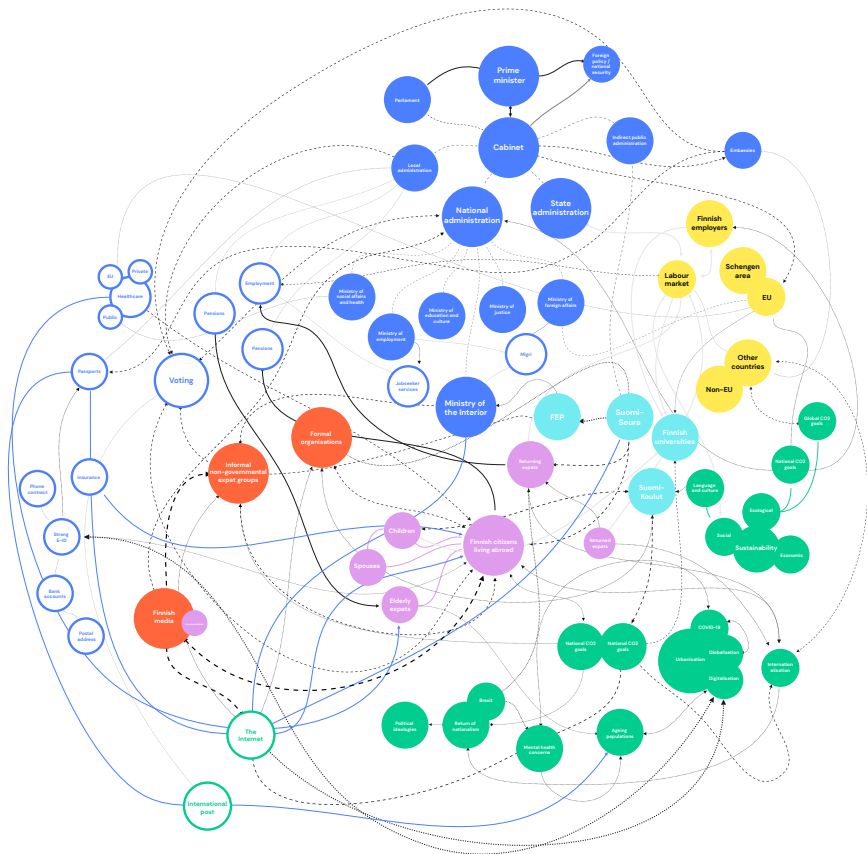 Foreign
policy /
national
security
Prime
minister
Parliament
Cabinet
Indirect public
administration
Embassies
Local
administration
National
administration
State
administration
Finnish
employers
Labour
market
Schengen
area
EU
EU
Private
Healthcare
Public
Employment
Pensions
Ministry of
social affairs
and health
Ministry of
education and
culture
Ministry of
justice
Ministry of
foreign affairs
Ministry of
employment
Pensions
Migri
Other
countries
Non-EU
Passports
Voting
Jobseeker
services
Ministry of
the Interior
FEP
Suomi-
Seura
Finnish
universities
Global CO2
goals
Formal
organisations
Informal
non-governmental
expat groups
Returning
expats
National CO2
goals
Phone
contract
Insurance
Suomi-
Koulut
Language
and culture
Ecological
Strong
E-ID
Children
Finnish citizens
living abroad
Returned
expats
Social
Sustainability
Economic
Spouses
Bank
accounts
Elderly
expats
Finnish
media
Postal
address
National CO2
goals
National CO2
goals
COVID-19
Urbanisation
Globalisation
Digitalisation
Internation
alisation
Brexit
Political
ideologies
Return of
nationalism
Mental health
concerns
Ageing
populations
The
Internet
International
post